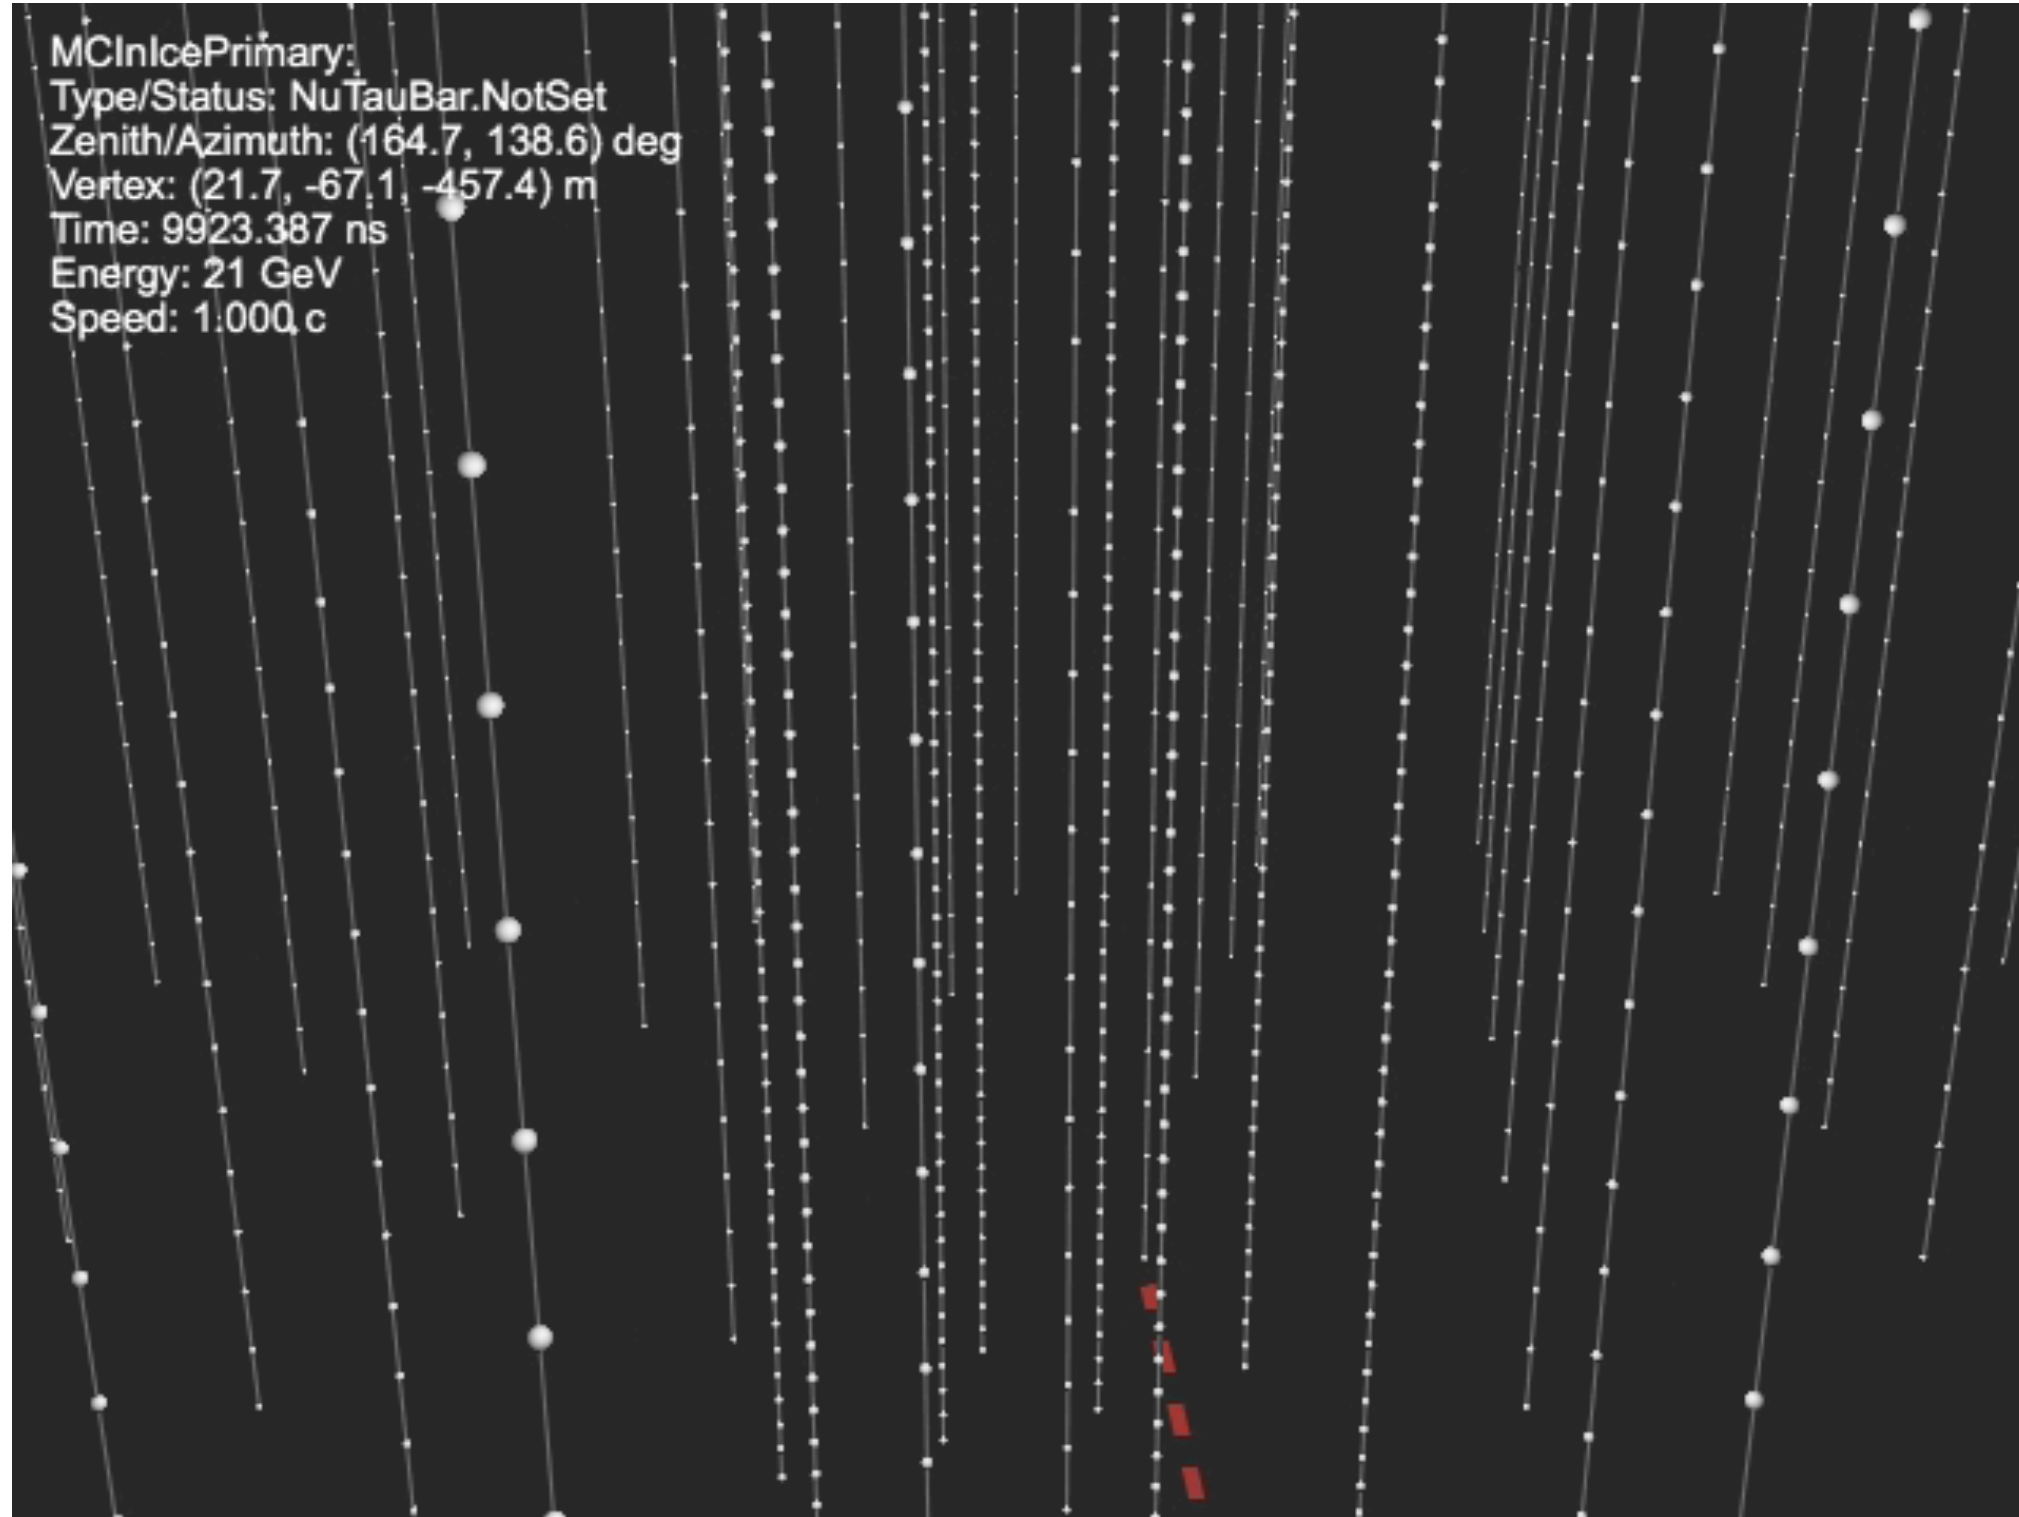 MCInIcePrimary:
Type/Status: NuTauBar.NotSet
Zenith/Azimuth: (164.7, 138.6) deg
Vertex: (21.7, -67.1, -457.4) m
Time: 9923.387 ns
Energy: 21 GeV
Speed: 1.000 c